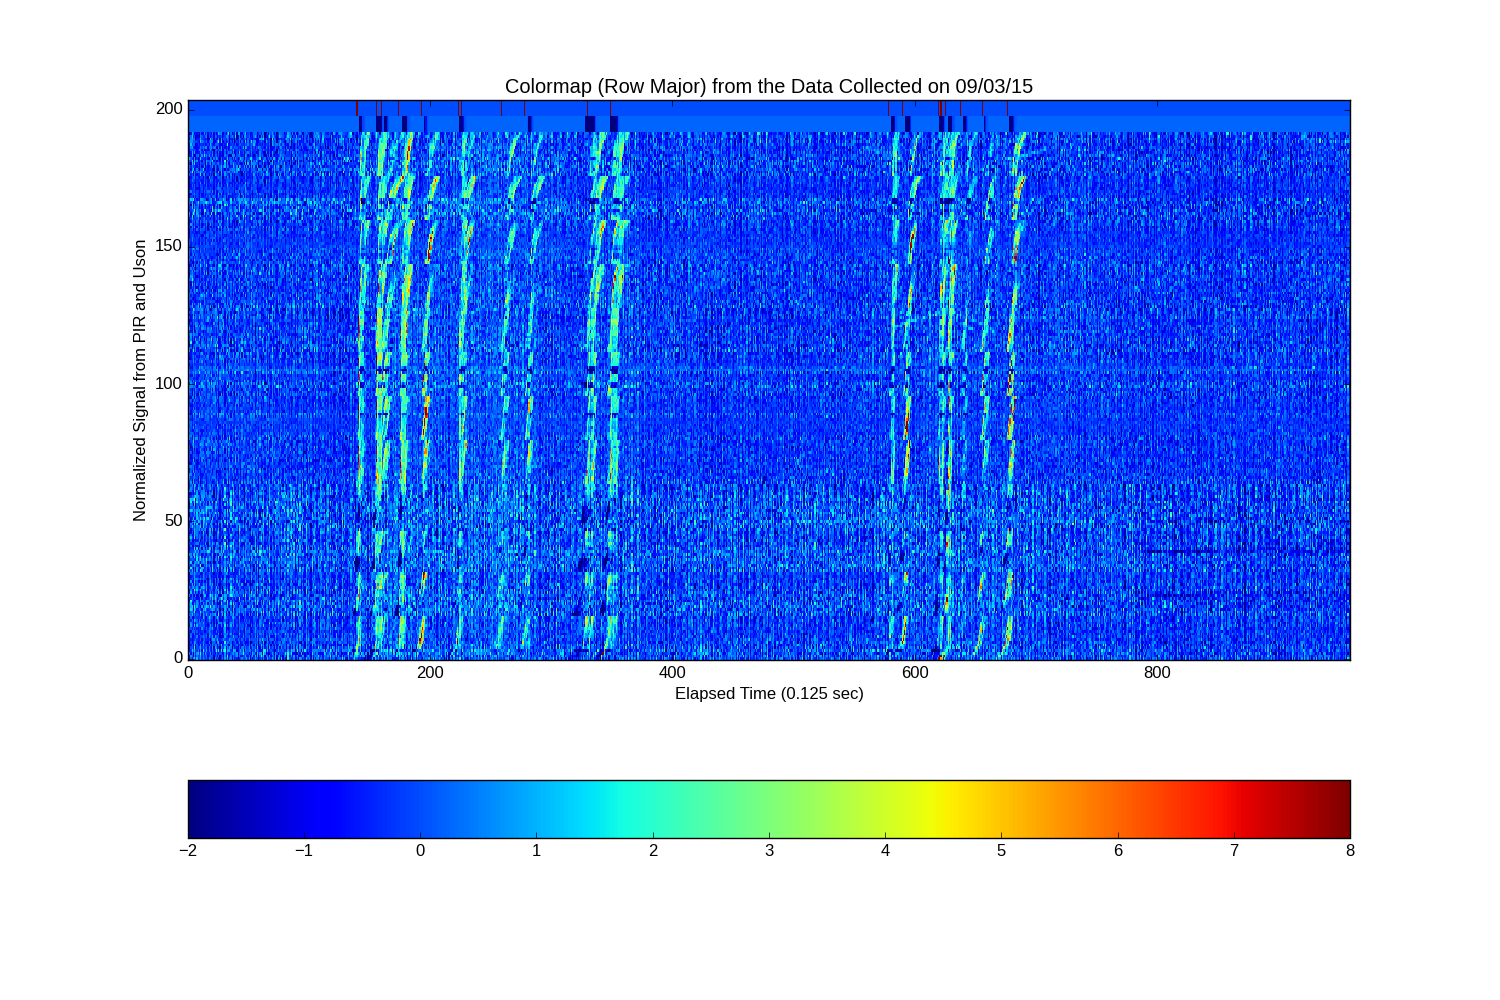 Colormap (Row Major) from the Data Collected on 09/03/15
Normalized Signal from PIR and Uson
200
150
100
50
0
0 200 400 600 800
Elapsed Time (0.125 sec)
−2 −1 0 1 2 3 4 5 6 7 8